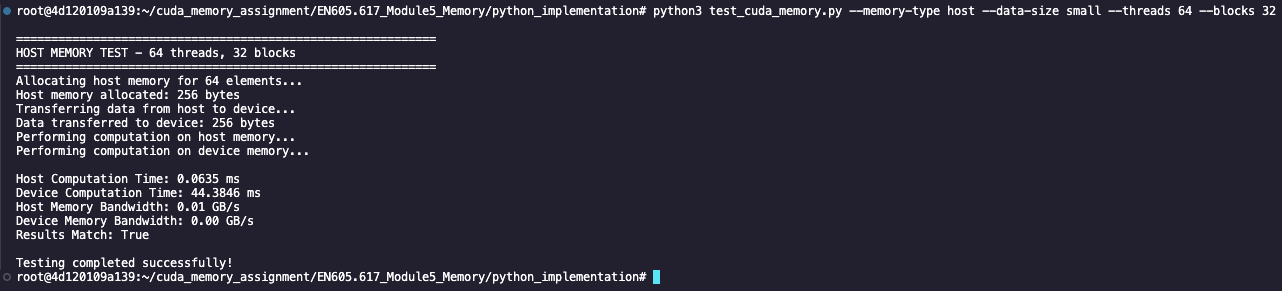 root@4d120109a139:~/cuda_memory_assignment/EN605.617_Module5_Memory/python_implementation# python3 test_cuda_memory.py --memory-type host --data-size small --threads 64 --blocks 32
============================================================
HOST MEMORY TEST - 64 threads, 32 blocks
============================================================
Allocating host memory for 64 elements...
Host memory allocated: 256 bytes
Transferring data from host to device...
Data transferred to device: 256 bytes
Performing computation on host memory...
Performing computation on device memory...
Host Computation Time: 0.0635 ms
Device Computation Time: 44.3846 ms
Host Memory Bandwidth: 0.01 GB/s
Device Memory Bandwidth: 0.00 GB/s
Results Match: True
Testing completed successfully!
root@4d120109a139:~/cuda_memory_assignment/EN605.617_Module5_Memory/python_implementation#